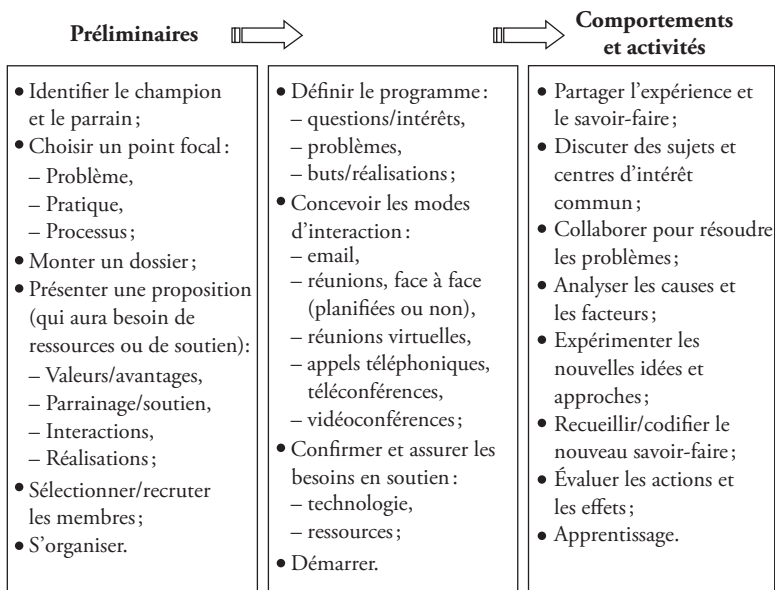 Préliminaires
Comportements
et activités
• Identifier le champion
et le parrain ;
• Choisir un point focal :
– Problème,
– Pratique,
– Processus ;
• Monter un dossier ;
• Présenter une proposition
(qui aura besoin de
ressources ou de soutien) :
– Valeurs/avantages,
– Parrainage/soutien,
– Interactions,
– Réalisations ;
• Sélectionner/recruter
les membres ;
• S’organiser.
• Définir le programme :
– questions/intérêts,
– problèmes,
– buts/réalisations ;
• Concevoir les modes
d’interaction :
– email,
– réunions, face à face
(planifiées ou non),
– réunions virtuelles,
– appels téléphoniques,
téléconférences,
– vidéoconférences ;
• Confirmer et assurer les
besoins en soutien :
– technologie,
– ressources ;
• Démarrer.
• Partager l’expérience et
le savoir-faire ;
• Discuter des sujets et
centres d’intérêt
commun ;
• Collaborer pour résoudre
les problèmes ;
• Analyser les causes et
les facteurs ;
• Expérimenter les
nouvelles idées et
approches ;
• Recueillir/codifier le
nouveau savoir-faire ;
• Évaluer les actions et
les effets ;
• Apprentissage.